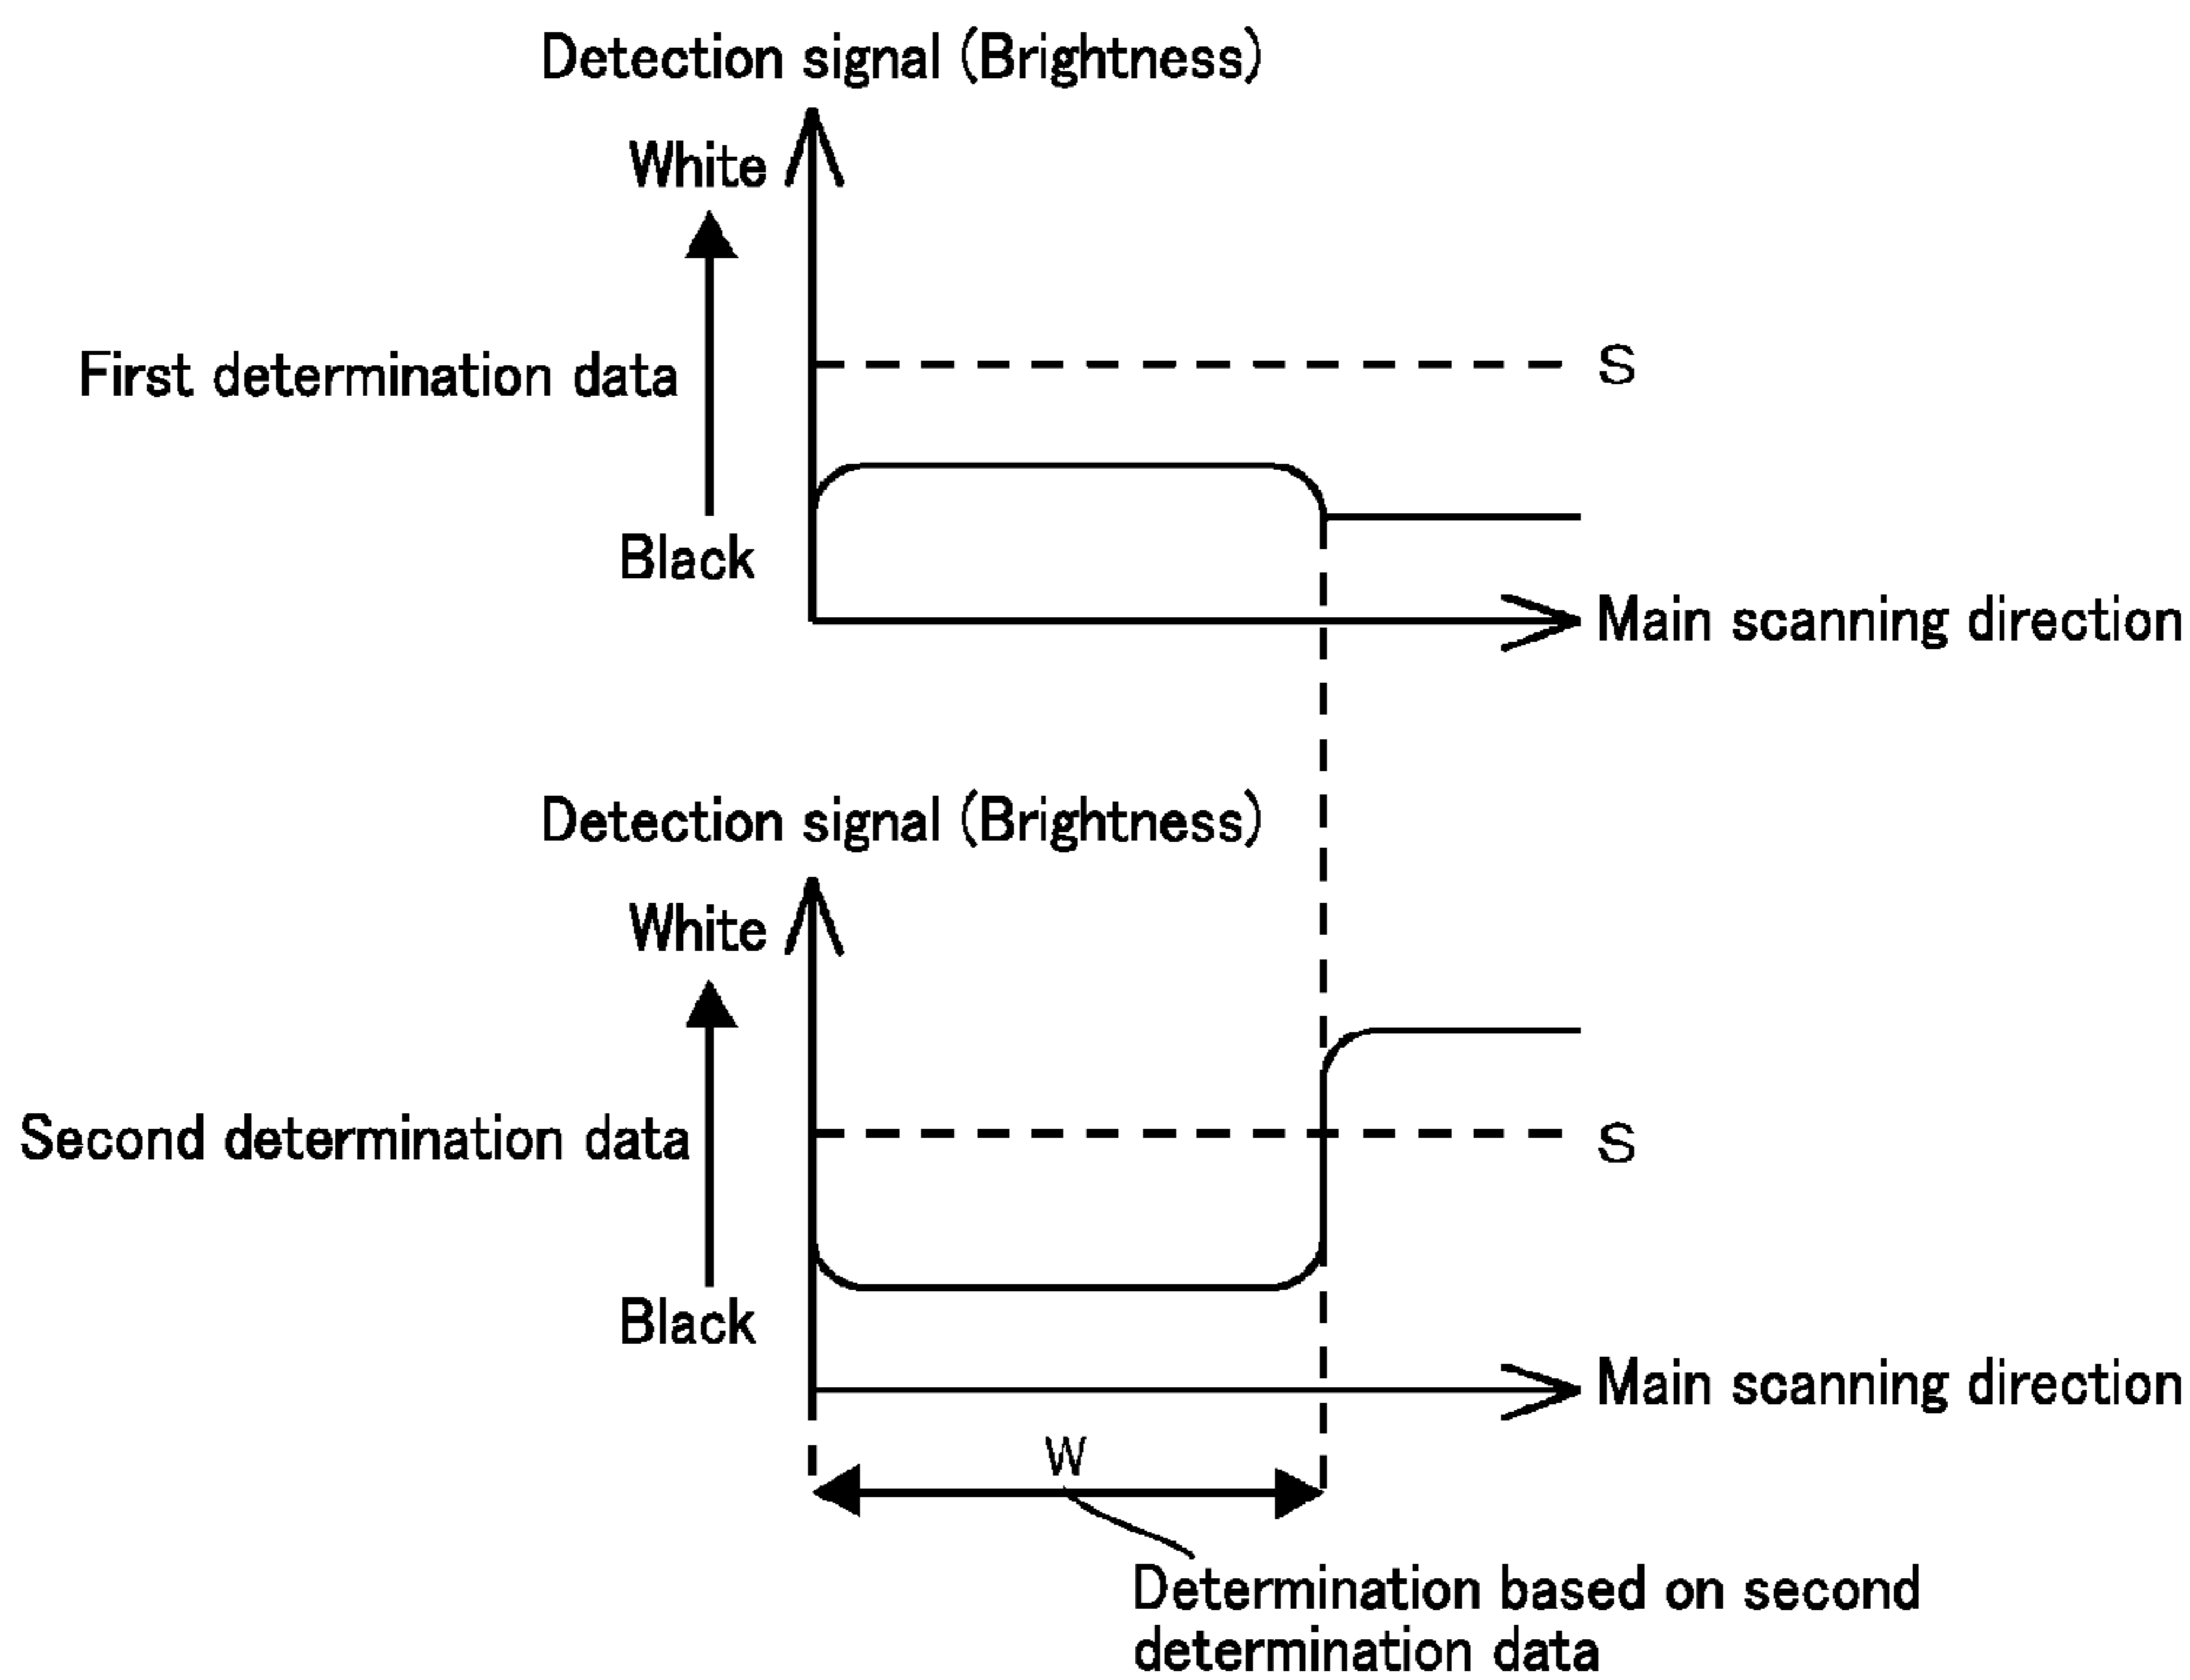 Detection signal (Brightness)
White
First determination data
S
Black
Main scanning direction
Detection signal (Brightness)
White
Second determination data
S
Black
Main scanning direction
W
Determination based on second
determination data